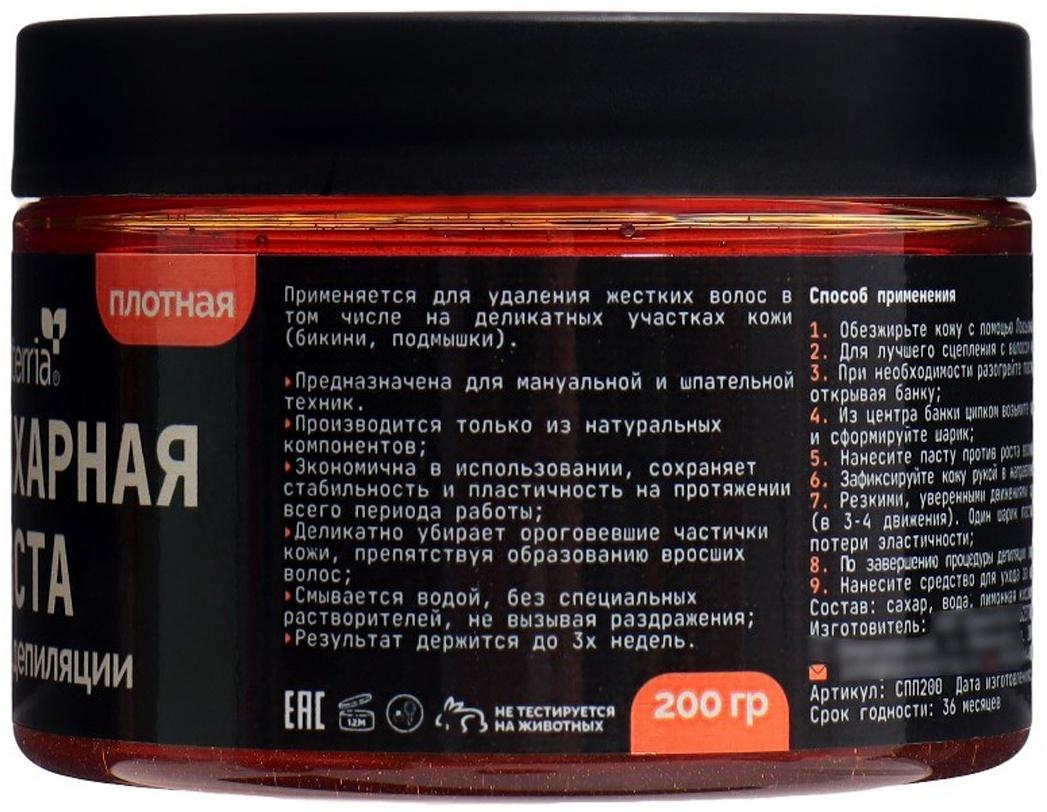 плотная
terria®
ХАРНАЯ
СТА
депиляции
Применяется для удаления жестких волос в
том числе на деликатных участках кожи
(бикини, подмышки).
Предназначена для мануальной и шпательной
техник.
Производится только из натуральных
компонентов;
Экономична в использовании, сохраняет
стабильность и пластичность на протяжении
всего периода работы;
Деликатно убирает ороговевшие частички
кожи, препятствуя образованию вросших
волос;
Смывается водой, без специальных
растворителей, не вызывая раздражения;
Результат держится до 3х недель.
EAC
12M
НЕ ТЕСТИРУЕТСЯ
НА ЖИВОТНЫХ
200 гр
Способ применения
1. Обезжирьте кожу с помощью
2. Для лучшего сцепления с
3. При необходимости разогрейте
открывая банку;
4. Из центра банки щипком возьмите
и сформируйте шарик;
5. Нанесите пасту против роста
6. Зафиксируйте кожу рукой в
7. Резкими, уверенными движениями
(в 3-4 движения). Один шарик
потери эластичности;
8. По завершению процедуры депиляции
9. Нанесите средство для ухода за
Состав: сахар, вода, лимонная
Изготовитель:
Артикул: СПП200 Дата
Срок годности: 36 месяцев